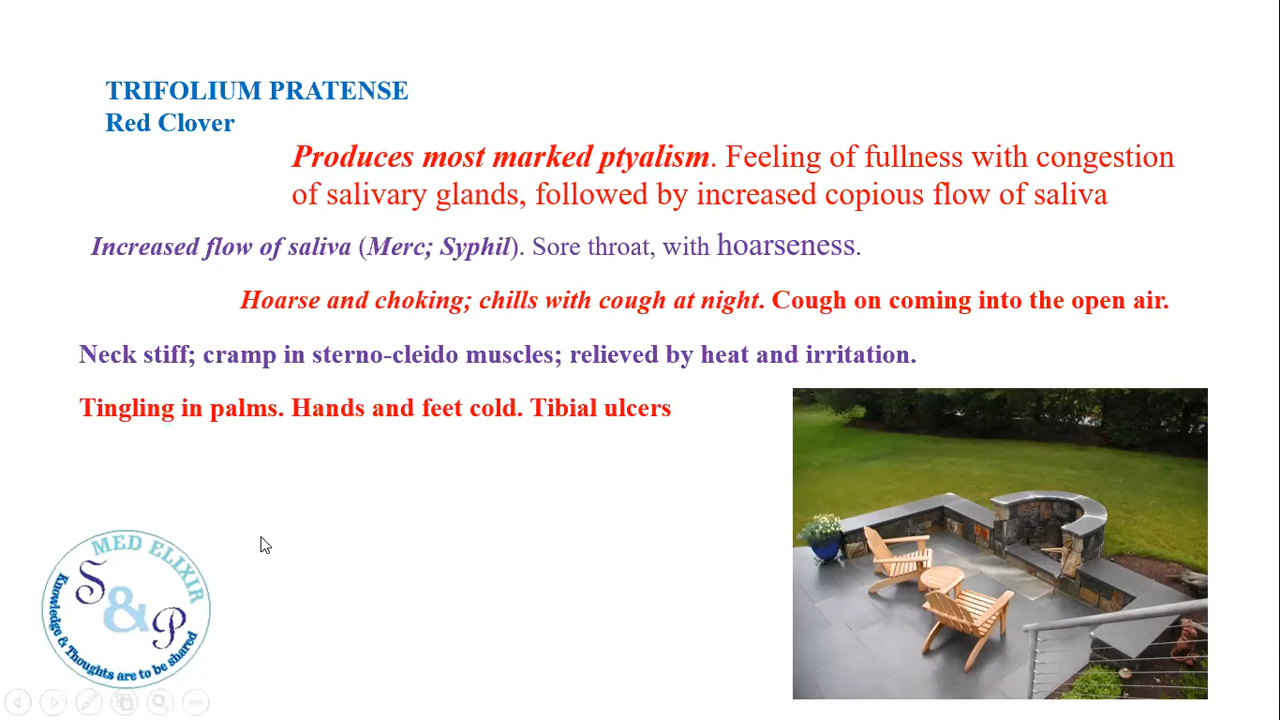 TRIFOLIUM PRATENSE
Red Clover
Produces most marked ptyalism. Feeling of fullness with congestion
of salivary glands, followed by increased copious flow of saliva
Increased flow of saliva (Merc; Syphil). Sore throat, with hoarseness.
Hoarse and choking; chills with cough at night. Cough on coming into the open air.
Neck stiff; cramp in sterno-cleido muscles; relieved by heat and irritation.
Tingling in palms. Hands and feet cold. Tibial ulcers
MED ELIXIR
S & P
Knowledge & Thoughts are to be shared